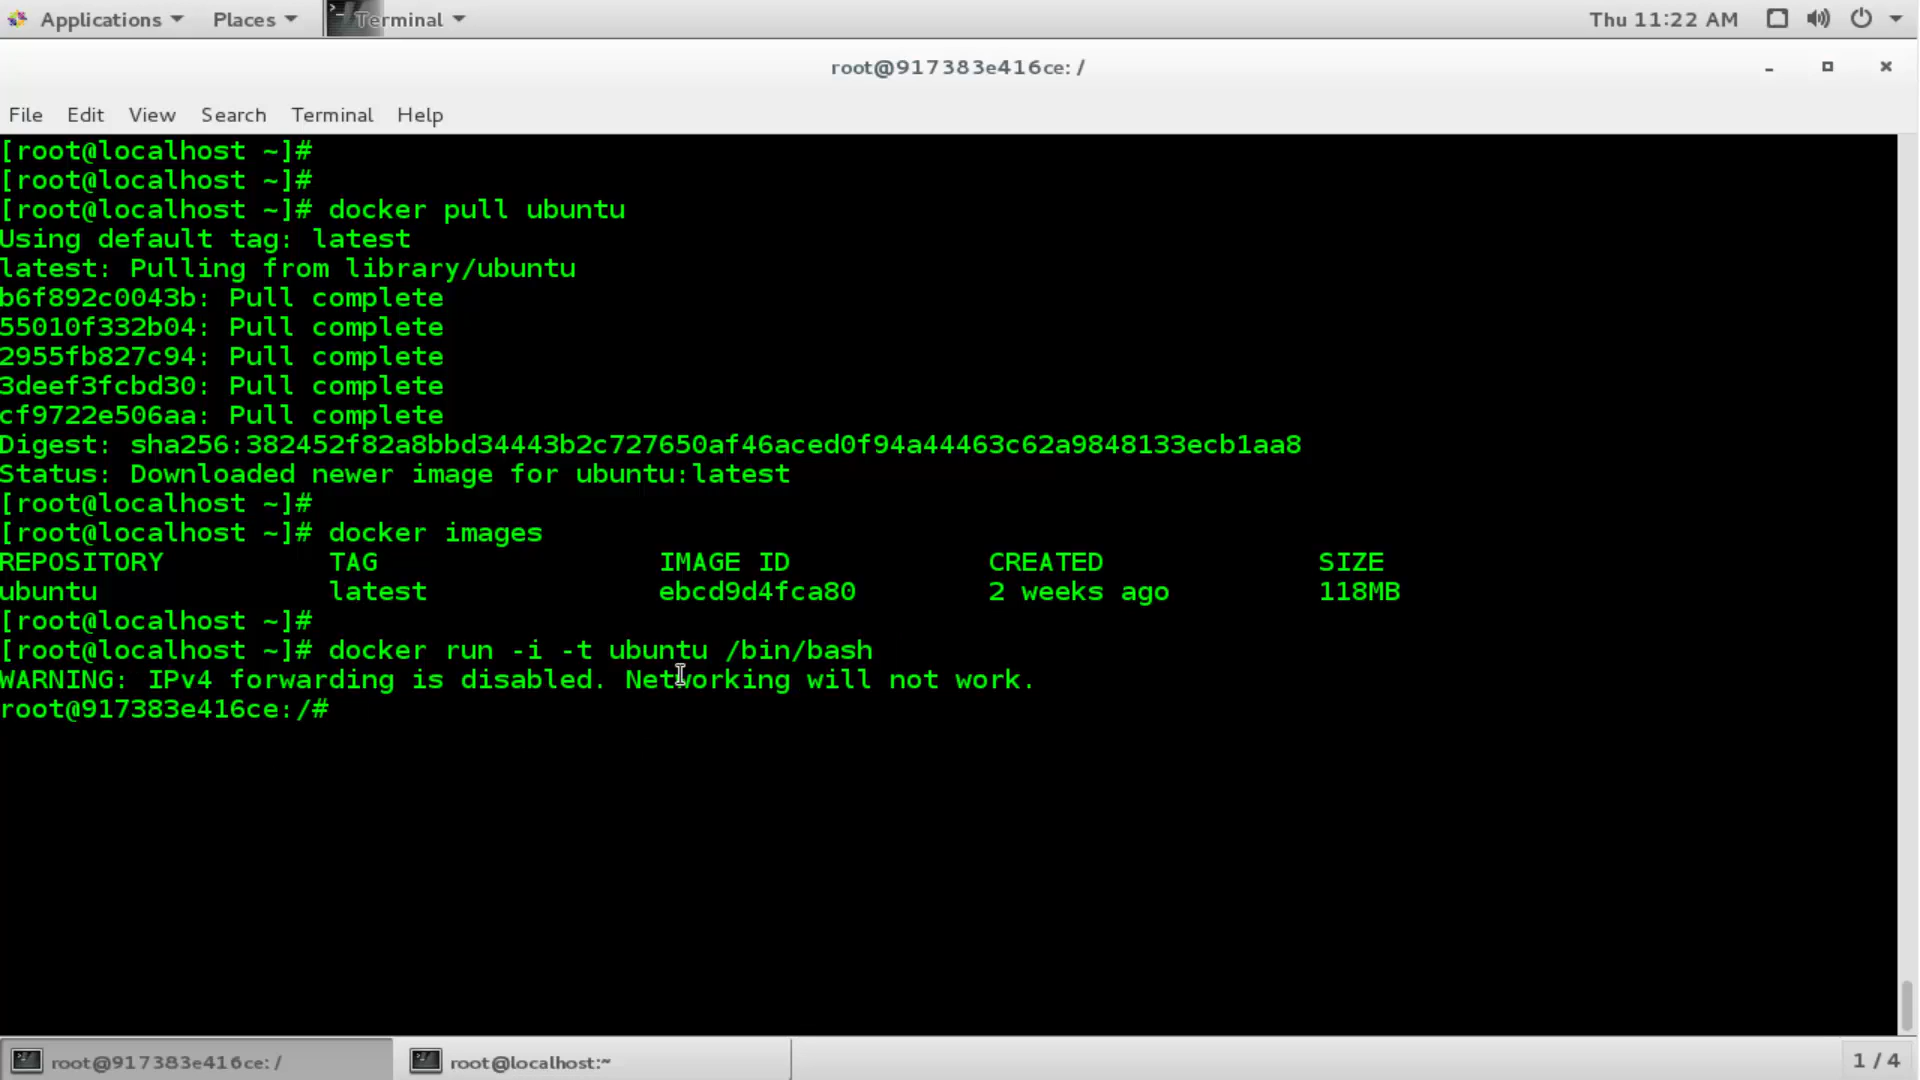 Applications Places Terminal Thu 11:22 AM
root@917383e416ce: /
File Edit View Search Terminal Help
[root@localhost ~]#
[root@localhost ~]#
[root@localhost ~]# docker pull ubuntu
Using default tag: latest
latest: Pulling from library/ubuntu
b6f892c0043b: Pull complete
55010f332b04: Pull complete
2955fb827c94: Pull complete
3deef3fcbd30: Pull complete
cf9722e506aa: Pull complete
Digest: sha256:382452f82a8bbd34443b2c727650af46aced0f94a44463c62a9848133ecb1aa8
Status: Downloaded newer image for ubuntu:latest
[root@localhost ~]#
[root@localhost ~]# docker images
REPOSITORY TAG IMAGE ID CREATED SIZE
ubuntu latest ebcd9d4fca80 2 weeks ago 118MB
[root@localhost ~]#
[root@localhost ~]# docker run -i -t ubuntu /bin/bash
WARNING: IPv4 forwarding is disabled. Networking will not work.
root@917383e416ce:/#
root@917383e416ce: / root@localhost:~ 1 / 4